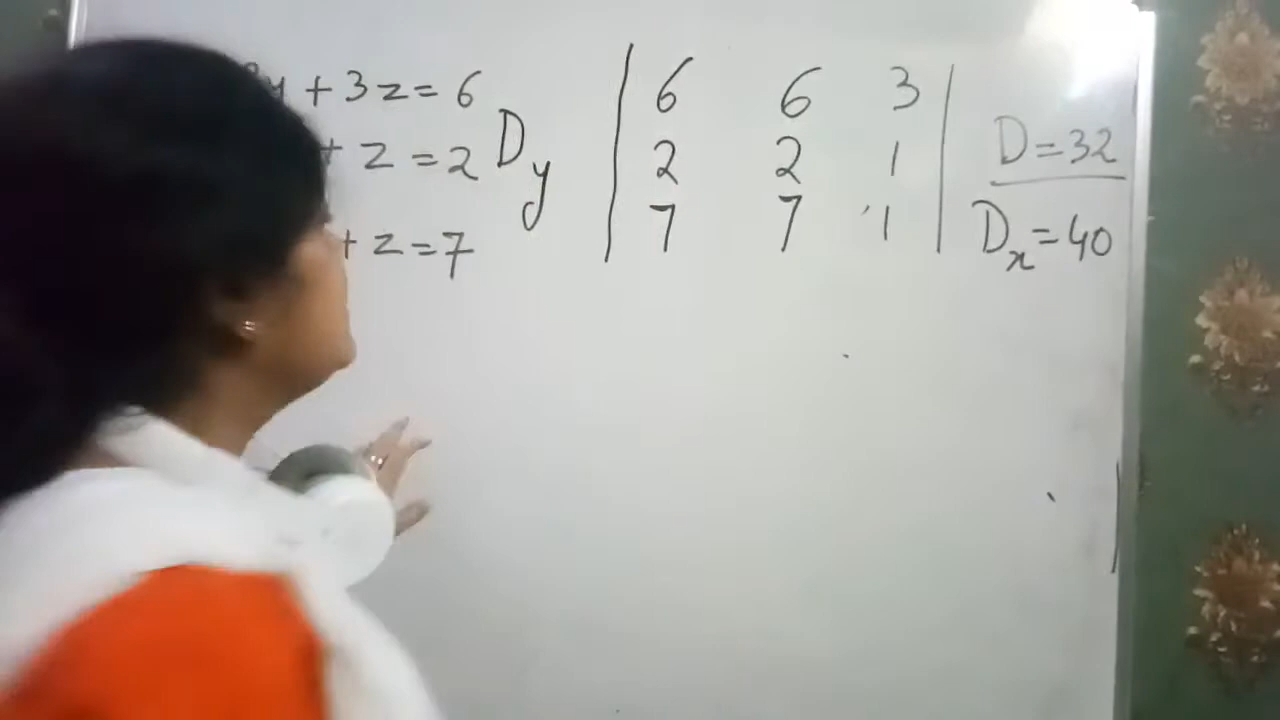 y + 3z = 6
+ z = 2
+ z = 7
Dy
| 6 6 3 |
| 2 2 1 |
| 7 7 1 |
D = 32
Dx = 40